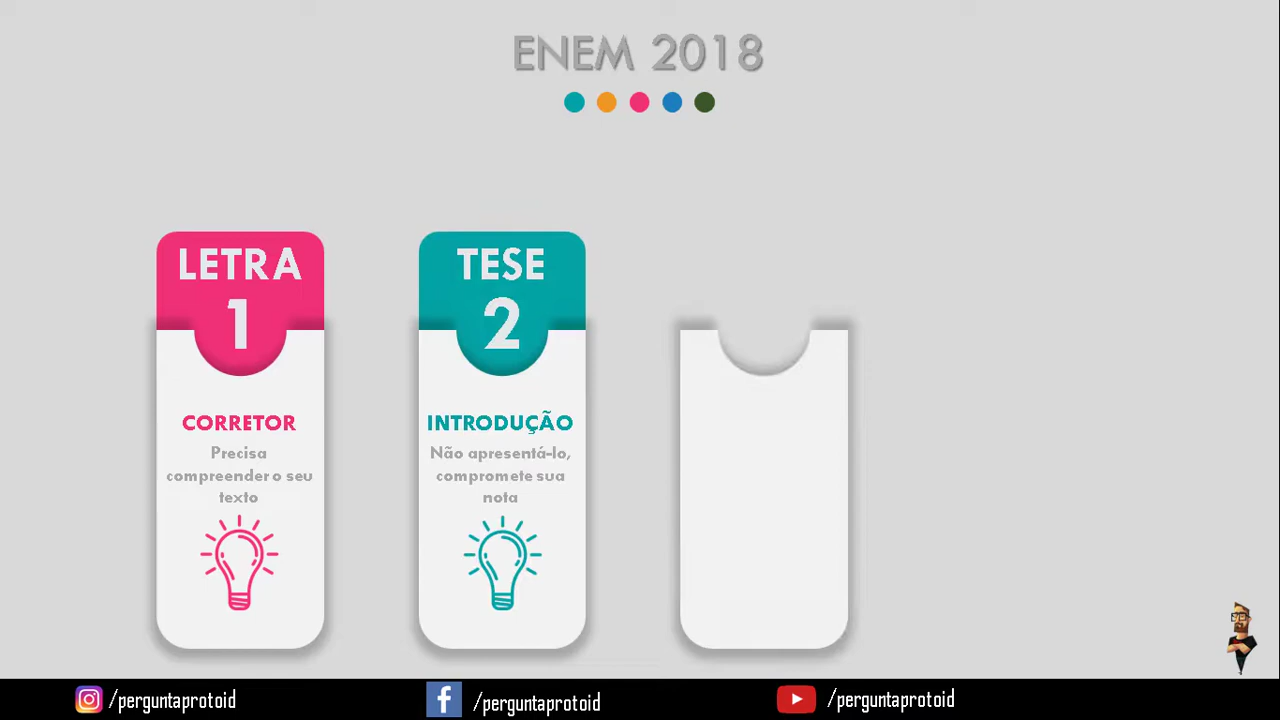 ENEM 2018
LETRA
1
CORRETOR
Precisa
compreender o seu
texto
TESE
2
INTRODUÇÃO
Não apresentá-lo,
compromete sua
nota
/perguntaprotoid
/perguntaprotoid
/perguntaprotoid